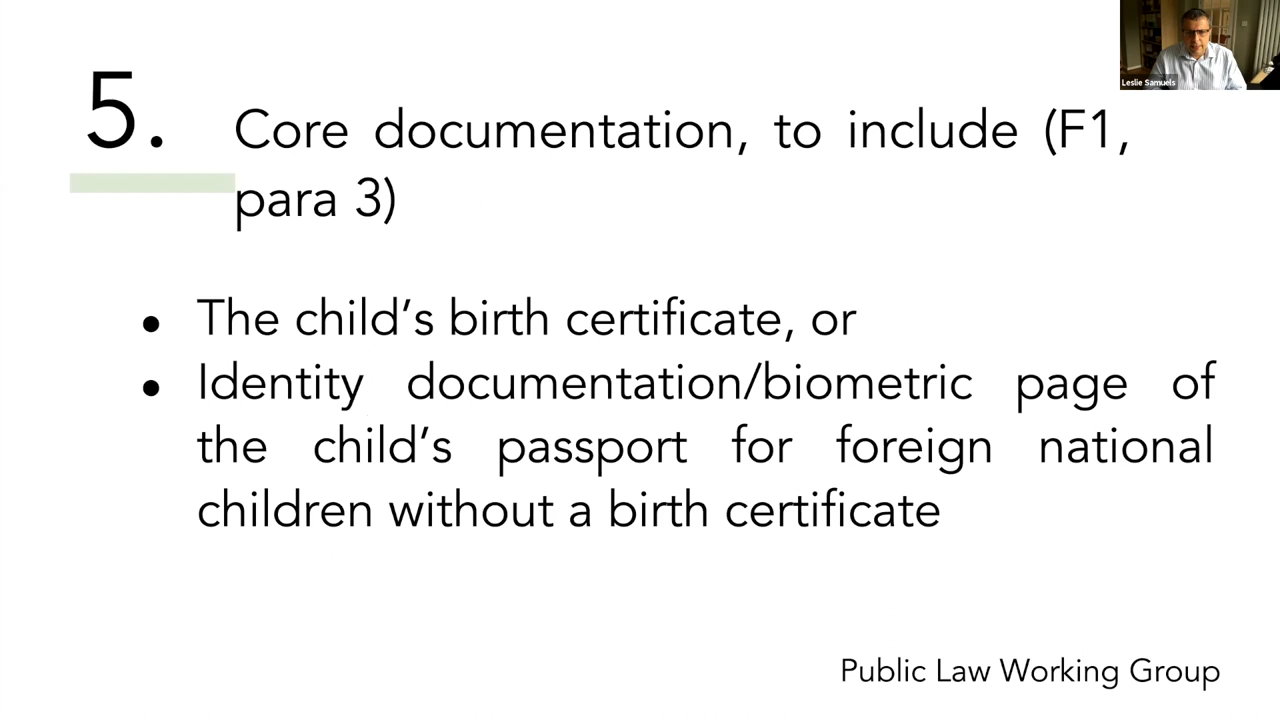 Leslie Samuels
5. Core documentation, to include (F1,
para 3)
● The child's birth certificate, or
● Identity documentation/biometric page of
the child's passport for foreign national
children without a birth certificate
Public Law Working Group